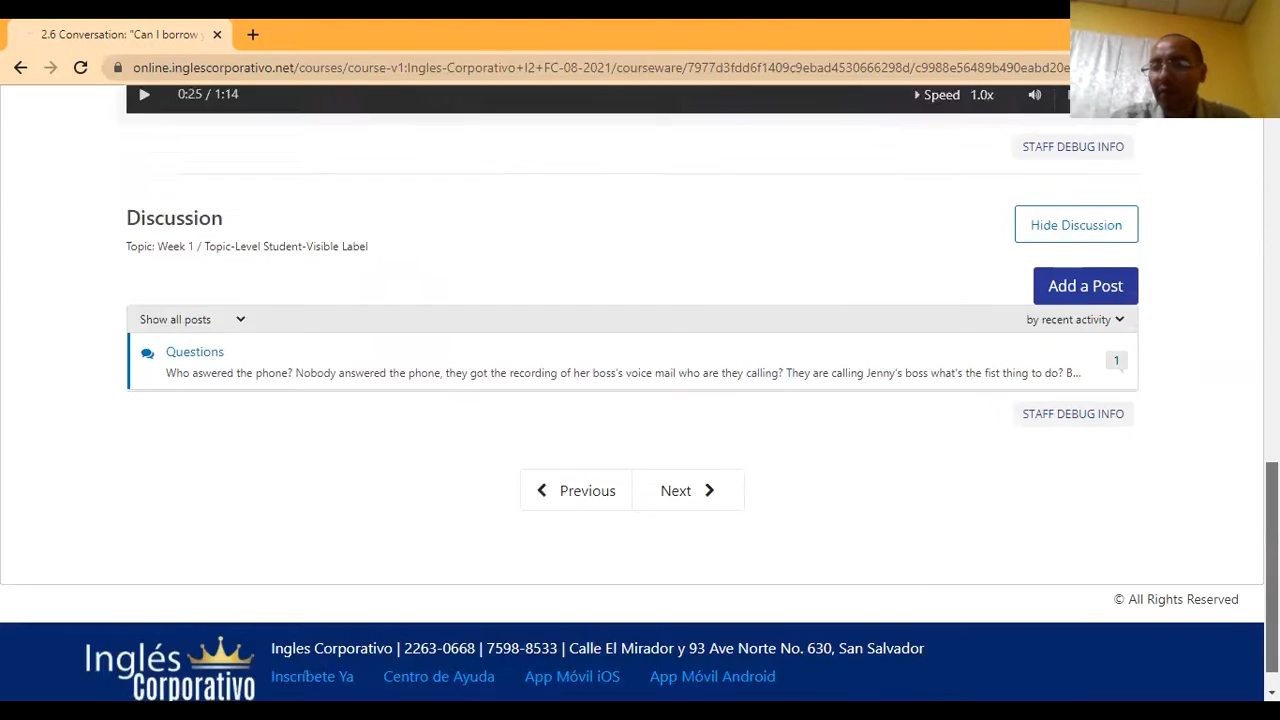 2.6 Conversation: "Can I borrow
online.inglescorporativo.net/courses/course-v1:Ingles-Corporativo+I2+FC-08-2021/courseware/7977d3fdd6f1409c9ebad4530666298d/c9988e56489b490eabd20e
0:25 / 1:14
Speed 1.0x
STAFF DEBUG INFO
Discussion
Hide Discussion
Topic: Week 1 / Topic-Level Student-Visible Label
Add a Post
Show all posts
by recent activity
Questions
1
Who aswered the phone? Nobody answered the phone, they got the recording of her boss's voice mail who are they calling? They are calling Jenny's boss what's the fist thing to do? B...
STAFF DEBUG INFO
Previous
Next
© All Rights Reserved
Inglés Corporativo
Ingles Corporativo | 2263-0668 | 7598-8533 | Calle El Mirador y 93 Ave Norte No. 630, San Salvador
Inscríbete Ya
Centro de Ayuda
App Móvil iOS
App Móvil Android